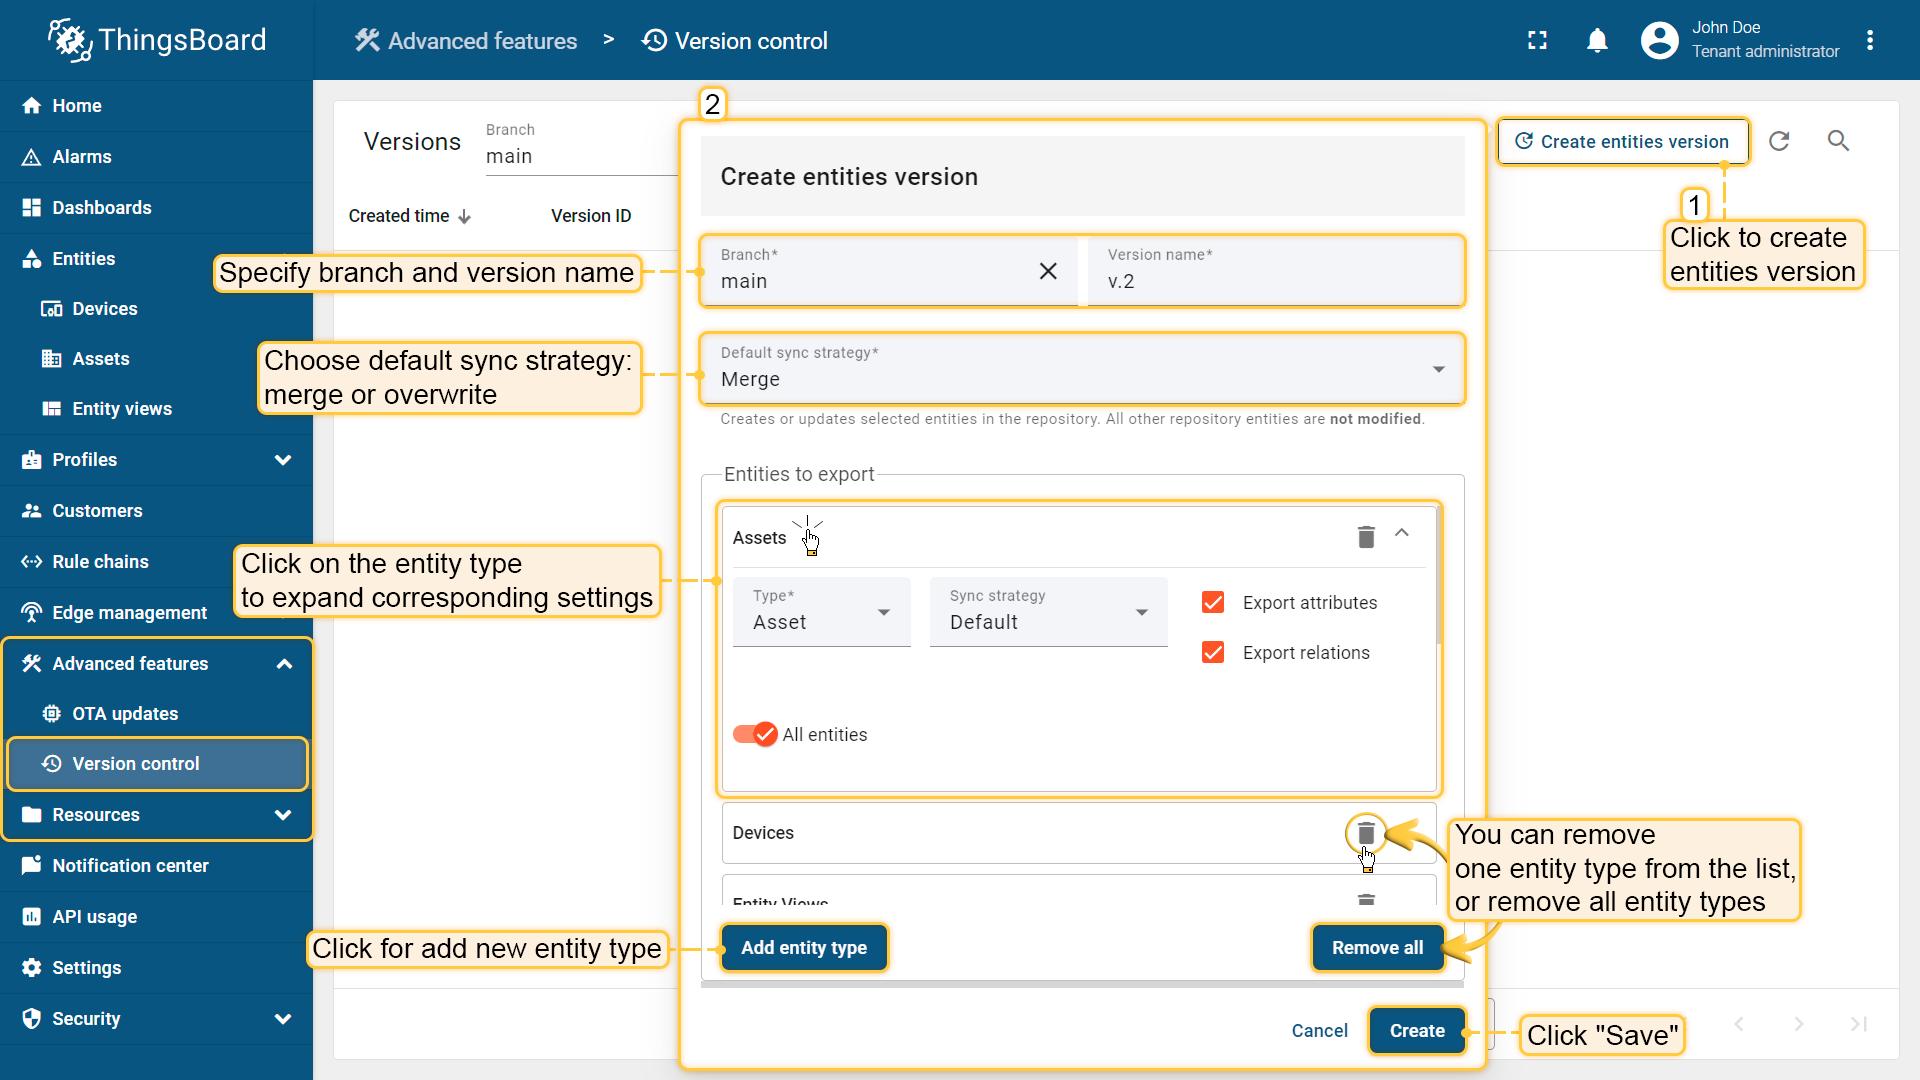 ThingsBoard
Advanced features > Version control
John Doe
Tenant administrator
Home
Alarms
Dashboards
Entities
Devices
Assets
Entity views
Profiles
Customers
Rule chains
Edge management
Advanced features
OTA updates
Version control
Resources
Notification center
API usage
Settings
Security
Versions
Branch
main
Created time
Version ID
Create entities version
1
Click to create
entities version
2
Create entities version
Specify branch and version name
Branch*
main
Version name*
v.2
Choose default sync strategy:
merge or overwrite
Default sync strategy*
Merge
Creates or updates selected entities in the repository. All other repository entities are not modified.
Entities to export
Click on the entity type
to expand corresponding settings
Assets
Type*
Asset
Sync strategy
Default
Export attributes
Export relations
All entities
Devices
You can remove
one entity type from the list,
or remove all entity types
Entity Views
Click for add new entity type
Add entity type
Remove all
Cancel
Create
Click "Save"